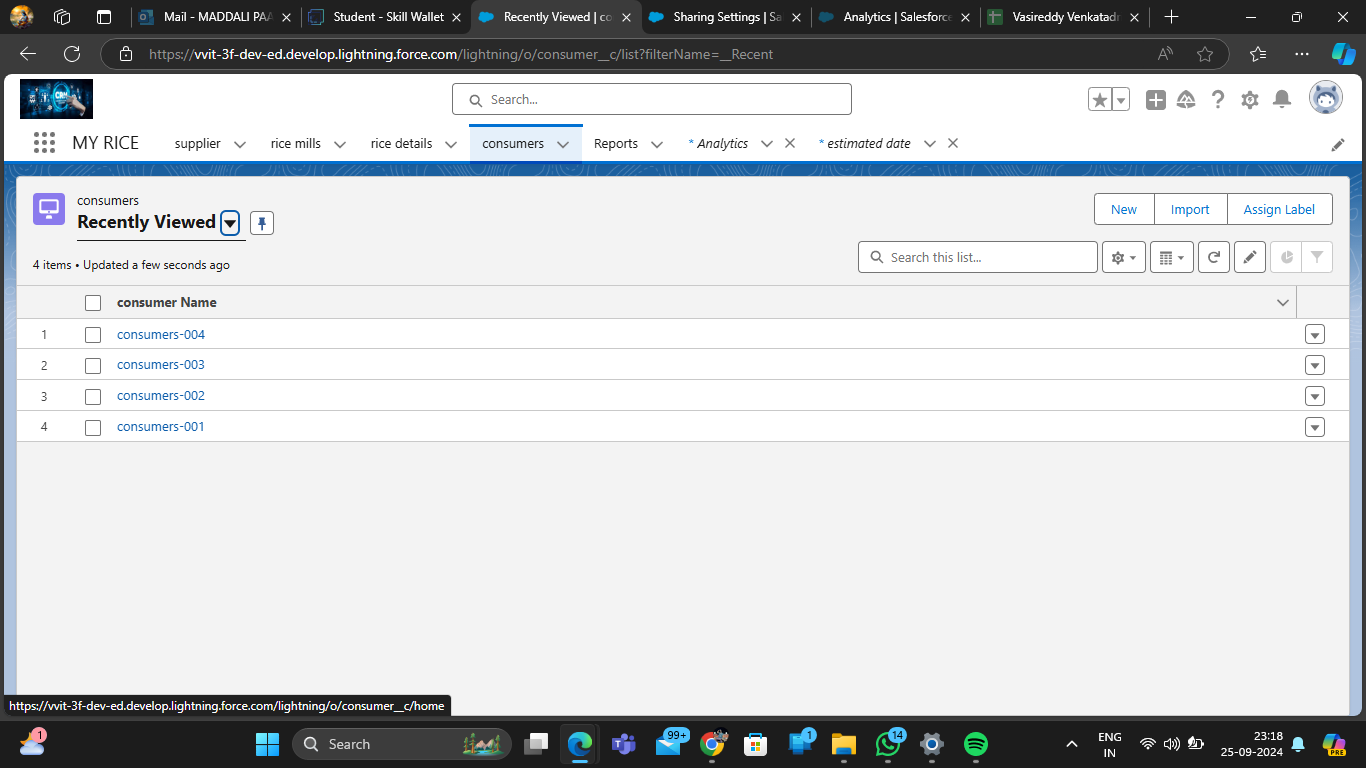 Mail - MADDALI PAA
Student - Skill Wallet
Recently Viewed | co
Sharing Settings | Sa
Analytics | Salesforce
Vasireddy Venkatadr
https://vvit-3f-dev-ed.develop.lightning.force.com/lightning/o/consumer__c/list?filterName=__Recent
CRM
Search...
MY RICE
supplier
rice mills
rice details
consumers
Reports
* Analytics
* estimated date
consumers
Recently Viewed
New
Import
Assign Label
4 items • Updated a few seconds ago
Search this list...
consumer Name
1 consumers-004
2 consumers-003
3 consumers-002
4 consumers-001
https://vvit-3f-dev-ed.develop.lightning.force.com/lightning/o/consumer__c/home
1
Search
99+
1
14
ENG
IN
23:18
25-09-2024
PRE